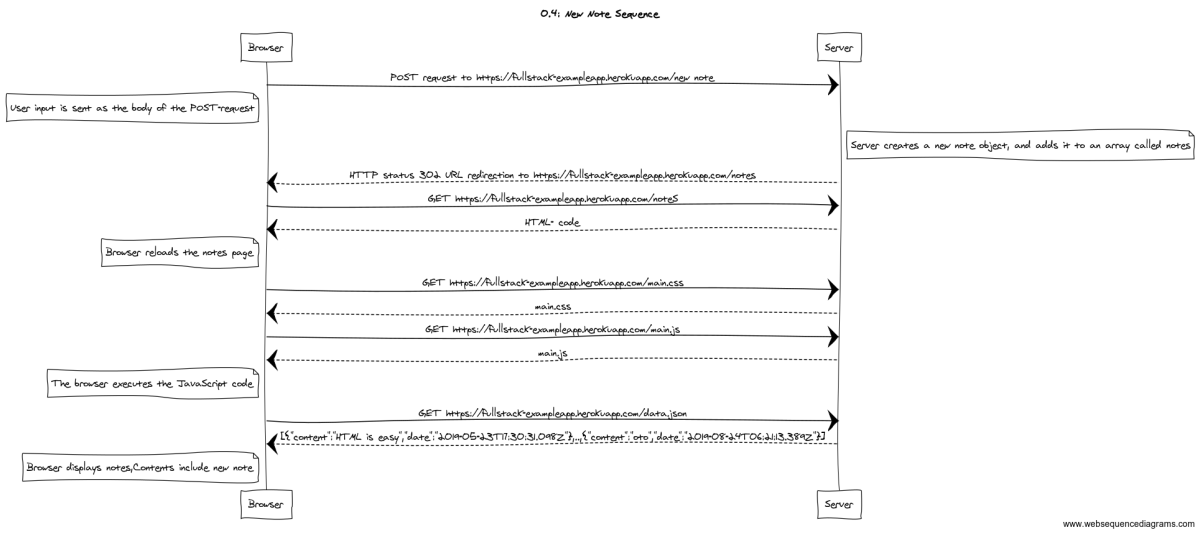 0.4: New Note Sequence
Browser
Server
POST request to https://fullstack-exampleapp.herokuapp.com/new note
User input is sent as the body of the POST-request
Server creates a new note object, and adds it to an array called notes
HTTP status 302 URL redirection to https://fullstack-exampleapp.herokuapp.com/notes
GET https://fullstack-exampleapp.herokuapp.com/noteS
HTML- code
Browser reloads the notes page
GET https://fullstack-exampleapp.herokuapp.com/main.css
main.css
GET https://fullstack-exampleapp.herokuapp.com/main.js
main.js
The browser executes the JavaScript code
GET https://fullstack-exampleapp.herokuapp.com/data.json
[{"content":"HTML is easy","date":"2019-05-23T17:30:31.098Z"},..,{"content":"oto","date":"2019-08-24T06:21:13.389Z"}]
Browser displays notes,Contents include new note
Browser
Server
www.websequencediagrams.com